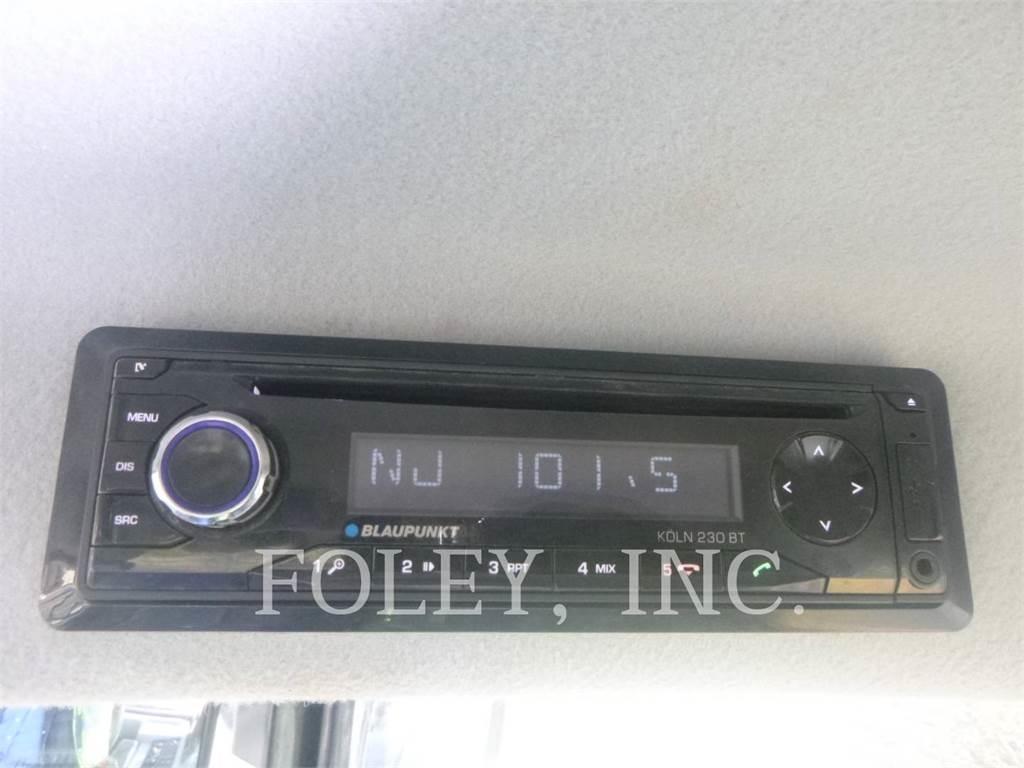 MENU
DIS
SRC
NJ 101.5
BLAUPUNKT
KÖLN 230 BT
1
2
3 RPT
4 MIX
5
FOLEY, INC.